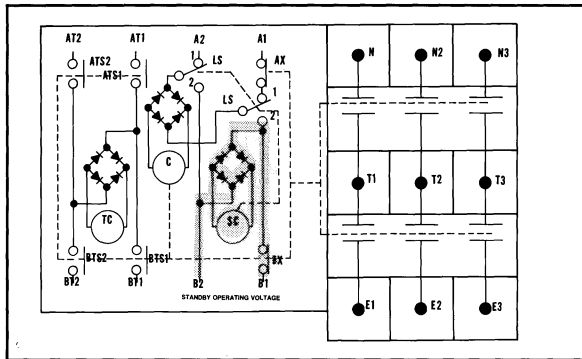 AT2 AT1 A2 A1 N N2 N3
ATS2 1 LS AX
ATS1
2 LS 1
2
C
T1 T2 T3
TC SC
BTS2 BTS1 BX
BT2 BT1 B2 B1 E1 E2 E3
STANDBY OPERATING VOLTAGE